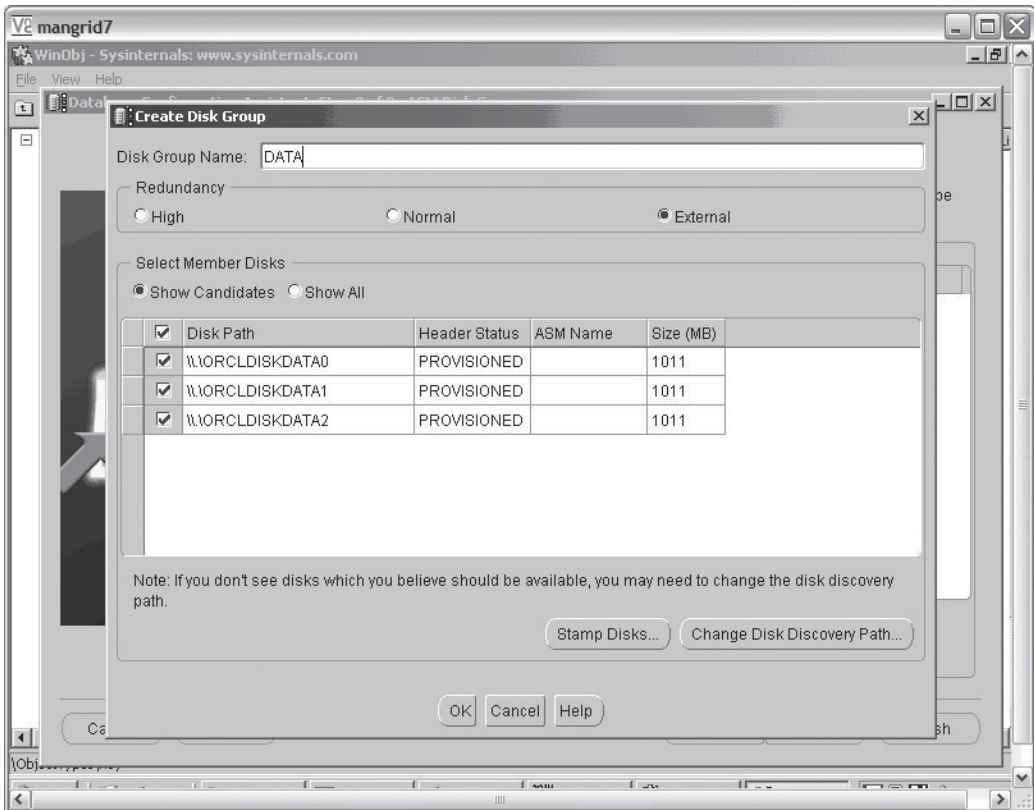 mangrid7
WinObj - Sysinternals: www.sysinternals.com
File View Help
Create Disk Group
Disk Group Name: DATA
Redundancy
High Normal External
Select Member Disks
Show Candidates Show All
Disk Path Header Status ASM Name Size (MB)
\\.\ORCLDISKDATA0 PROVISIONED 1011
\\.\ORCLDISKDATA1 PROVISIONED 1011
\\.\ORCLDISKDATA2 PROVISIONED 1011
Note: If you don't see disks which you believe should be available, you may need to change the disk discovery
path.
Stamp Disks... Change Disk Discovery Path...
OK Cancel Help